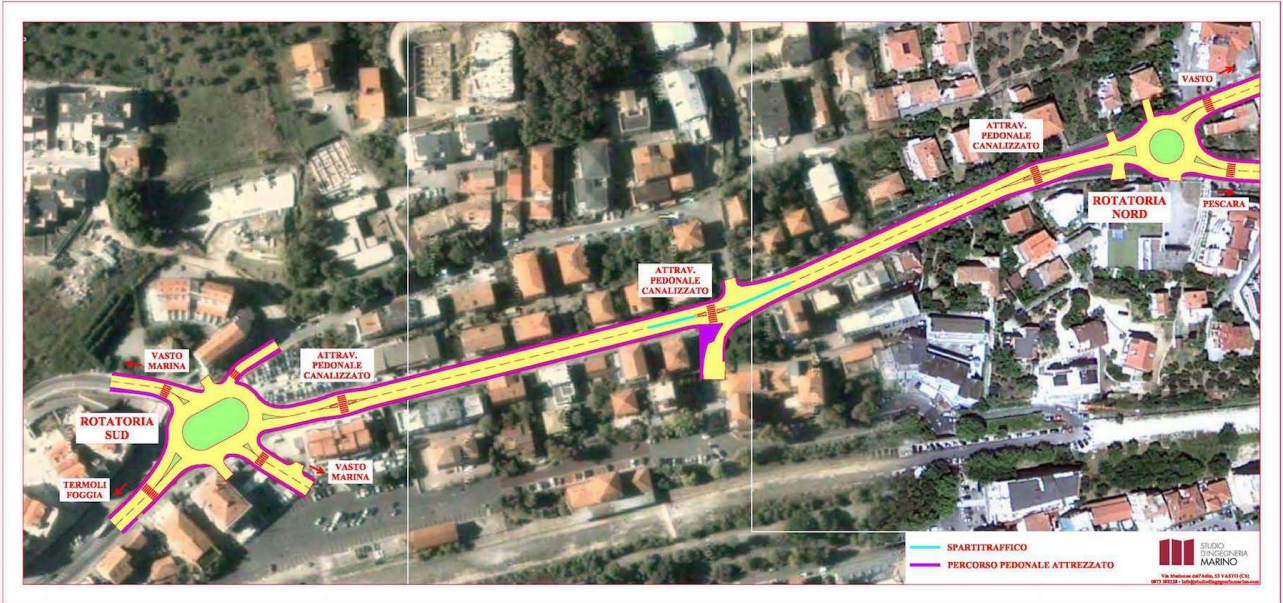 VASTO
ATTRAV.
PEDONALE
CANALIZZATO
PESCARA
ROTATORIA
NORD
ATTRAV.
PEDONALE
CANALIZZATO
VASTO
MARINA
ATTRAV.
PEDONALE
CANALIZZATO
ROTATORIA
SUD
VASTO
MARINA
TERMOLI
FOGGIA
SPARTITRAFFICO
PERCORSO PEDONALE ATTREZZATO
STUDIO
D'INGEGNERIA
MARINO